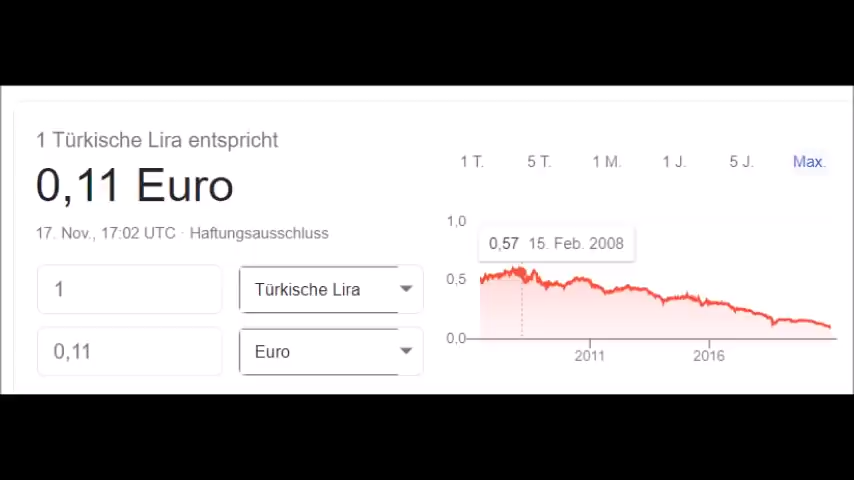 1 Türkische Lira entspricht
0,11 Euro
17. Nov., 17:02 UTC · Haftungsausschluss
1 Türkische Lira
0,11 Euro
1 T. 5 T. 1 M. 1 J. 5 J. Max.
1,0
0,57 15. Feb. 2008
0,5
0,0
2011 2016